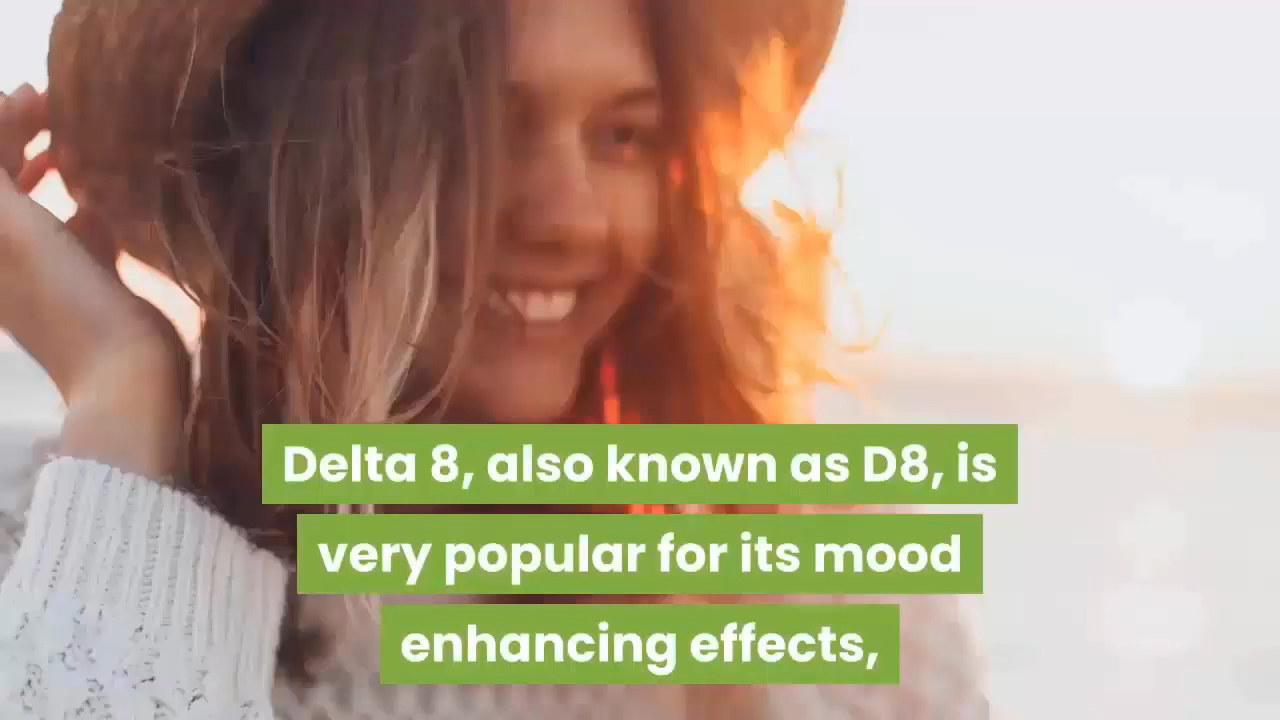 Delta 8, also known as D8, is
very popular for its mood
enhancing effects,